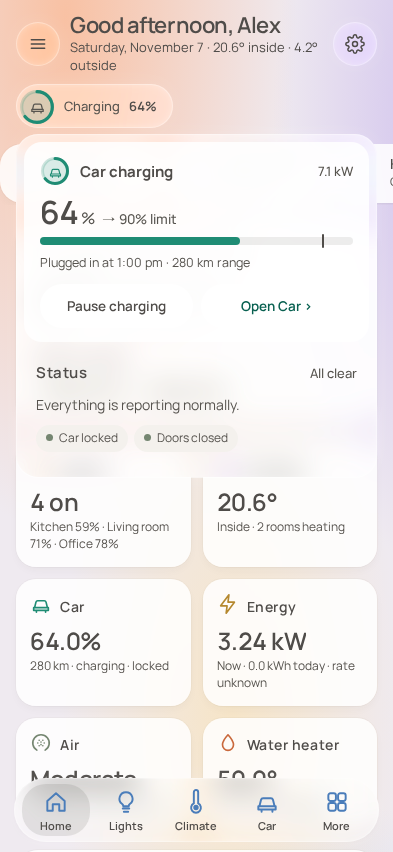 Good afternoon, Alex
Saturday, November 7 · 20.6° inside · 4.2°
outside
Charging 64%
Car charging 7.1 kW
64% → 90% limit
Plugged in at 1:00 pm · 280 km range
Pause charging Open Car ›
Status All clear
Everything is reporting normally.
Car locked Doors closed
4 on
Kitchen 59% · Living room
71% · Office 78%
20.6°
Inside · 2 rooms heating
Car
64.0%
280 km · charging · locked
Energy
3.24 kW
Now · 0.0 kWh today · rate
unknown
Air
Moderate
Water heater
Home Lights Climate Car More